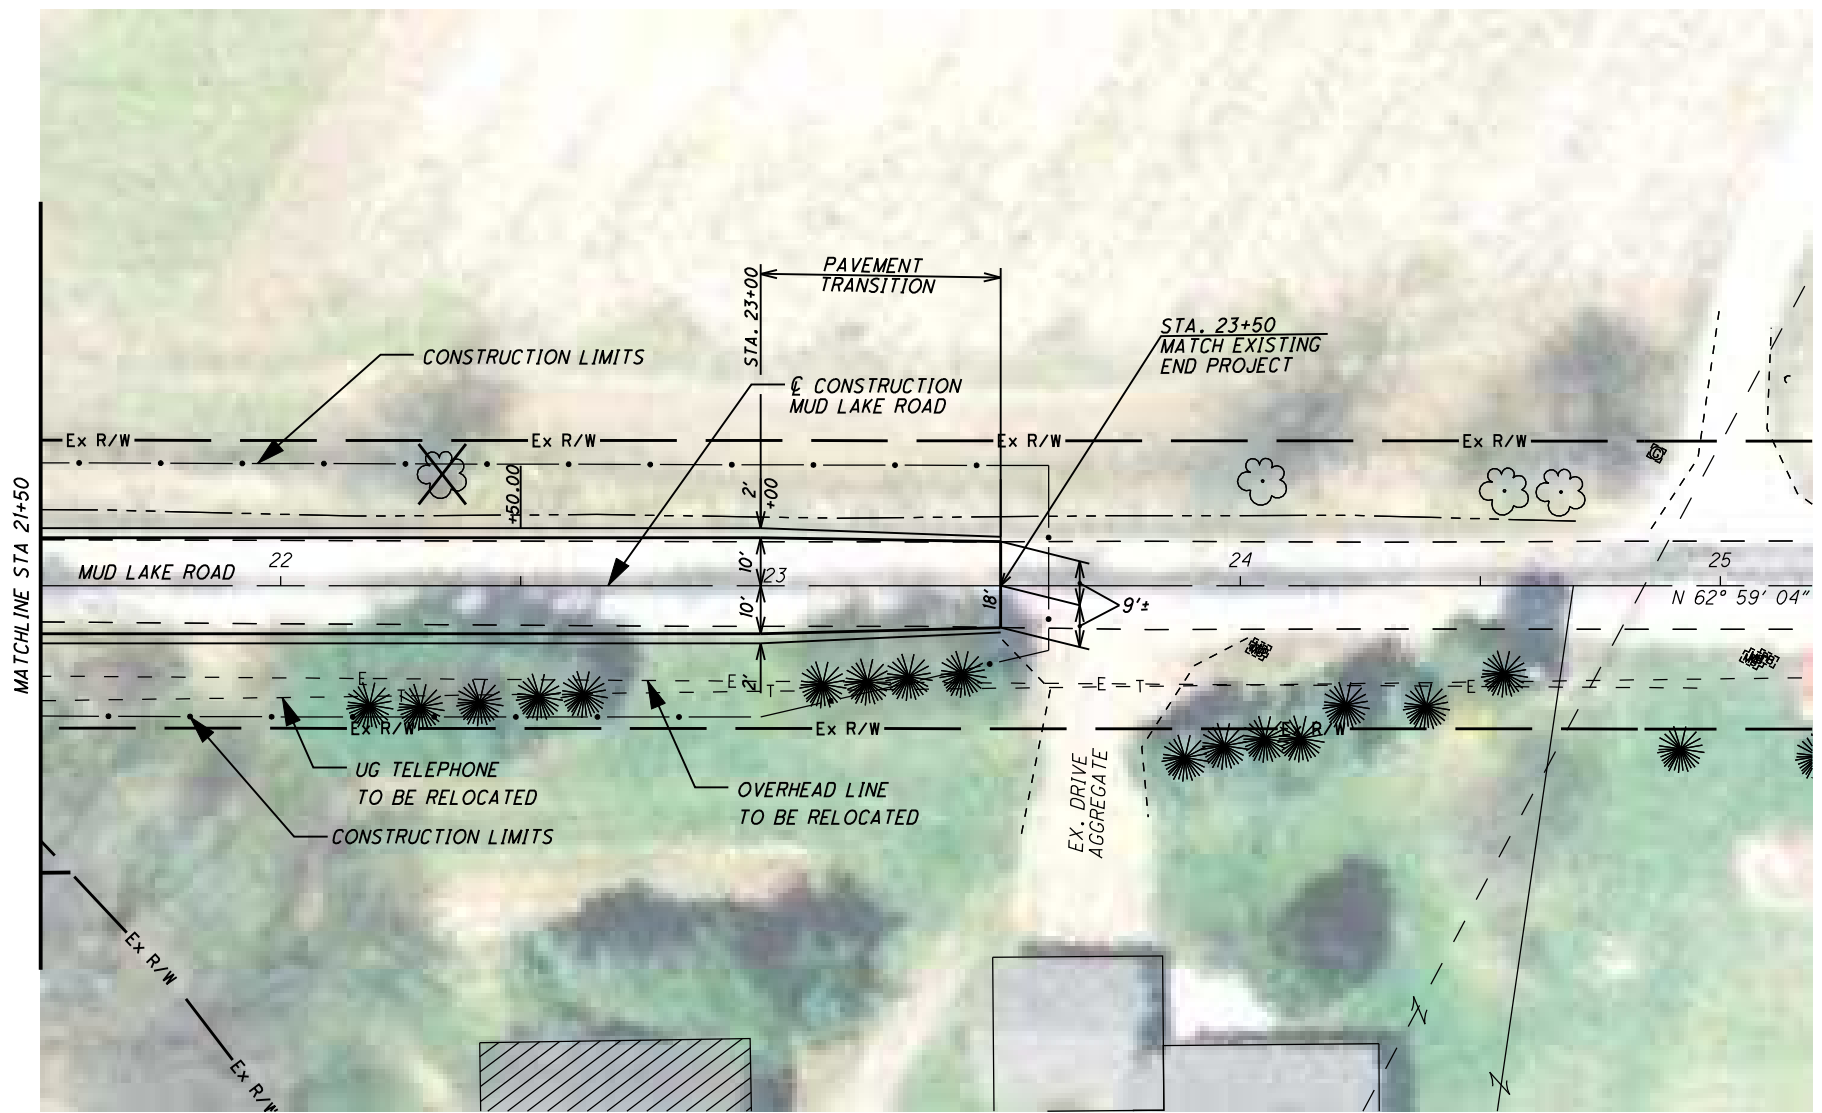 PAVEMENT
TRANSITION
STA. 23+00
STA. 23+50
MATCH EXISTING
END PROJECT
CONSTRUCTION LIMITS
℄ CONSTRUCTION
MUD LAKE ROAD
Ex R/W
Ex R/W
Ex R/W
Ex R/W
MATCHLINE STA 21+50
+50.00
2'
+00
22
MUD LAKE ROAD
10'
23
24
25
10'
18'
9'±
N 62° 59' 04"
E
T
E
T
2'
E
T
E
Ex R/W
Ex R/W
Ex R/W
UG TELEPHONE
TO BE RELOCATED
OVERHEAD LINE
TO BE RELOCATED
CONSTRUCTION LIMITS
EX. DRIVE
AGGREGATE
Ex R/W
Ex R/W